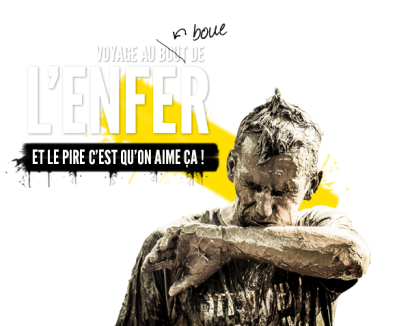 boue
VOYAGE AU BOUT DE
L'ENFER
ET LE PIRE C'EST QU'ON AIME ÇA !